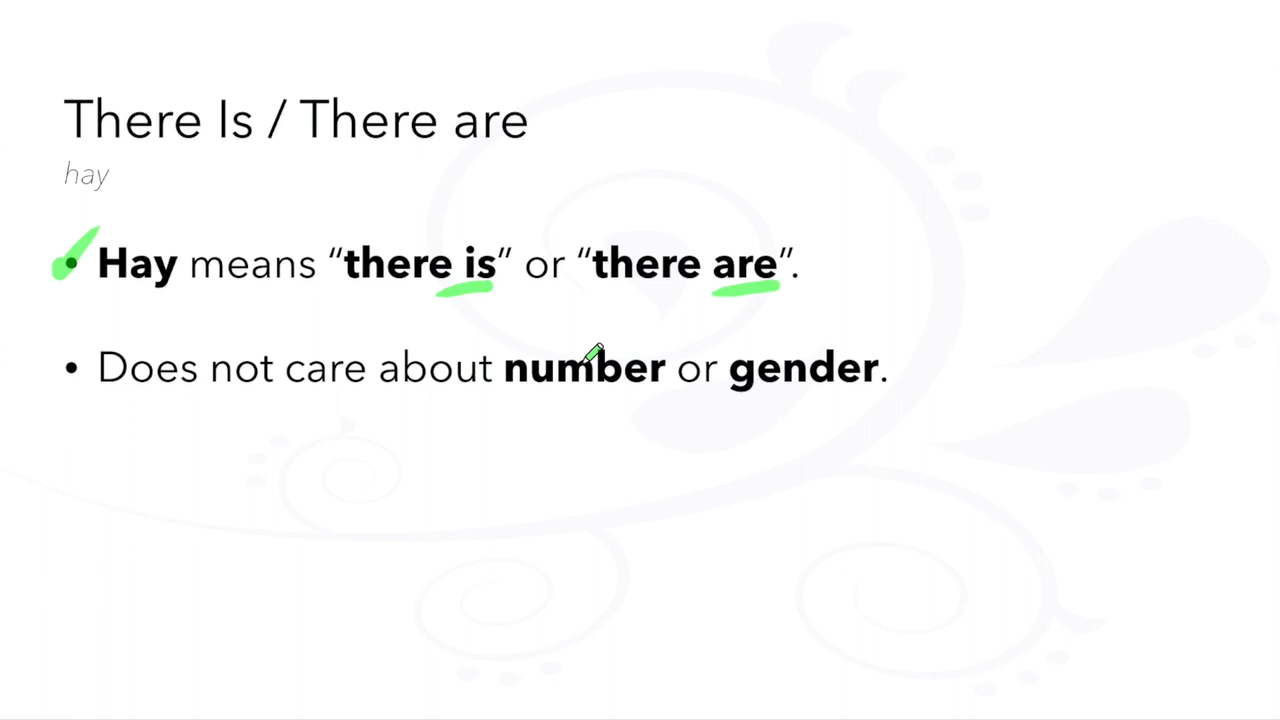 There Is / There are
hay
• Hay means “there is” or “there are”.
• Does not care about number or gender.